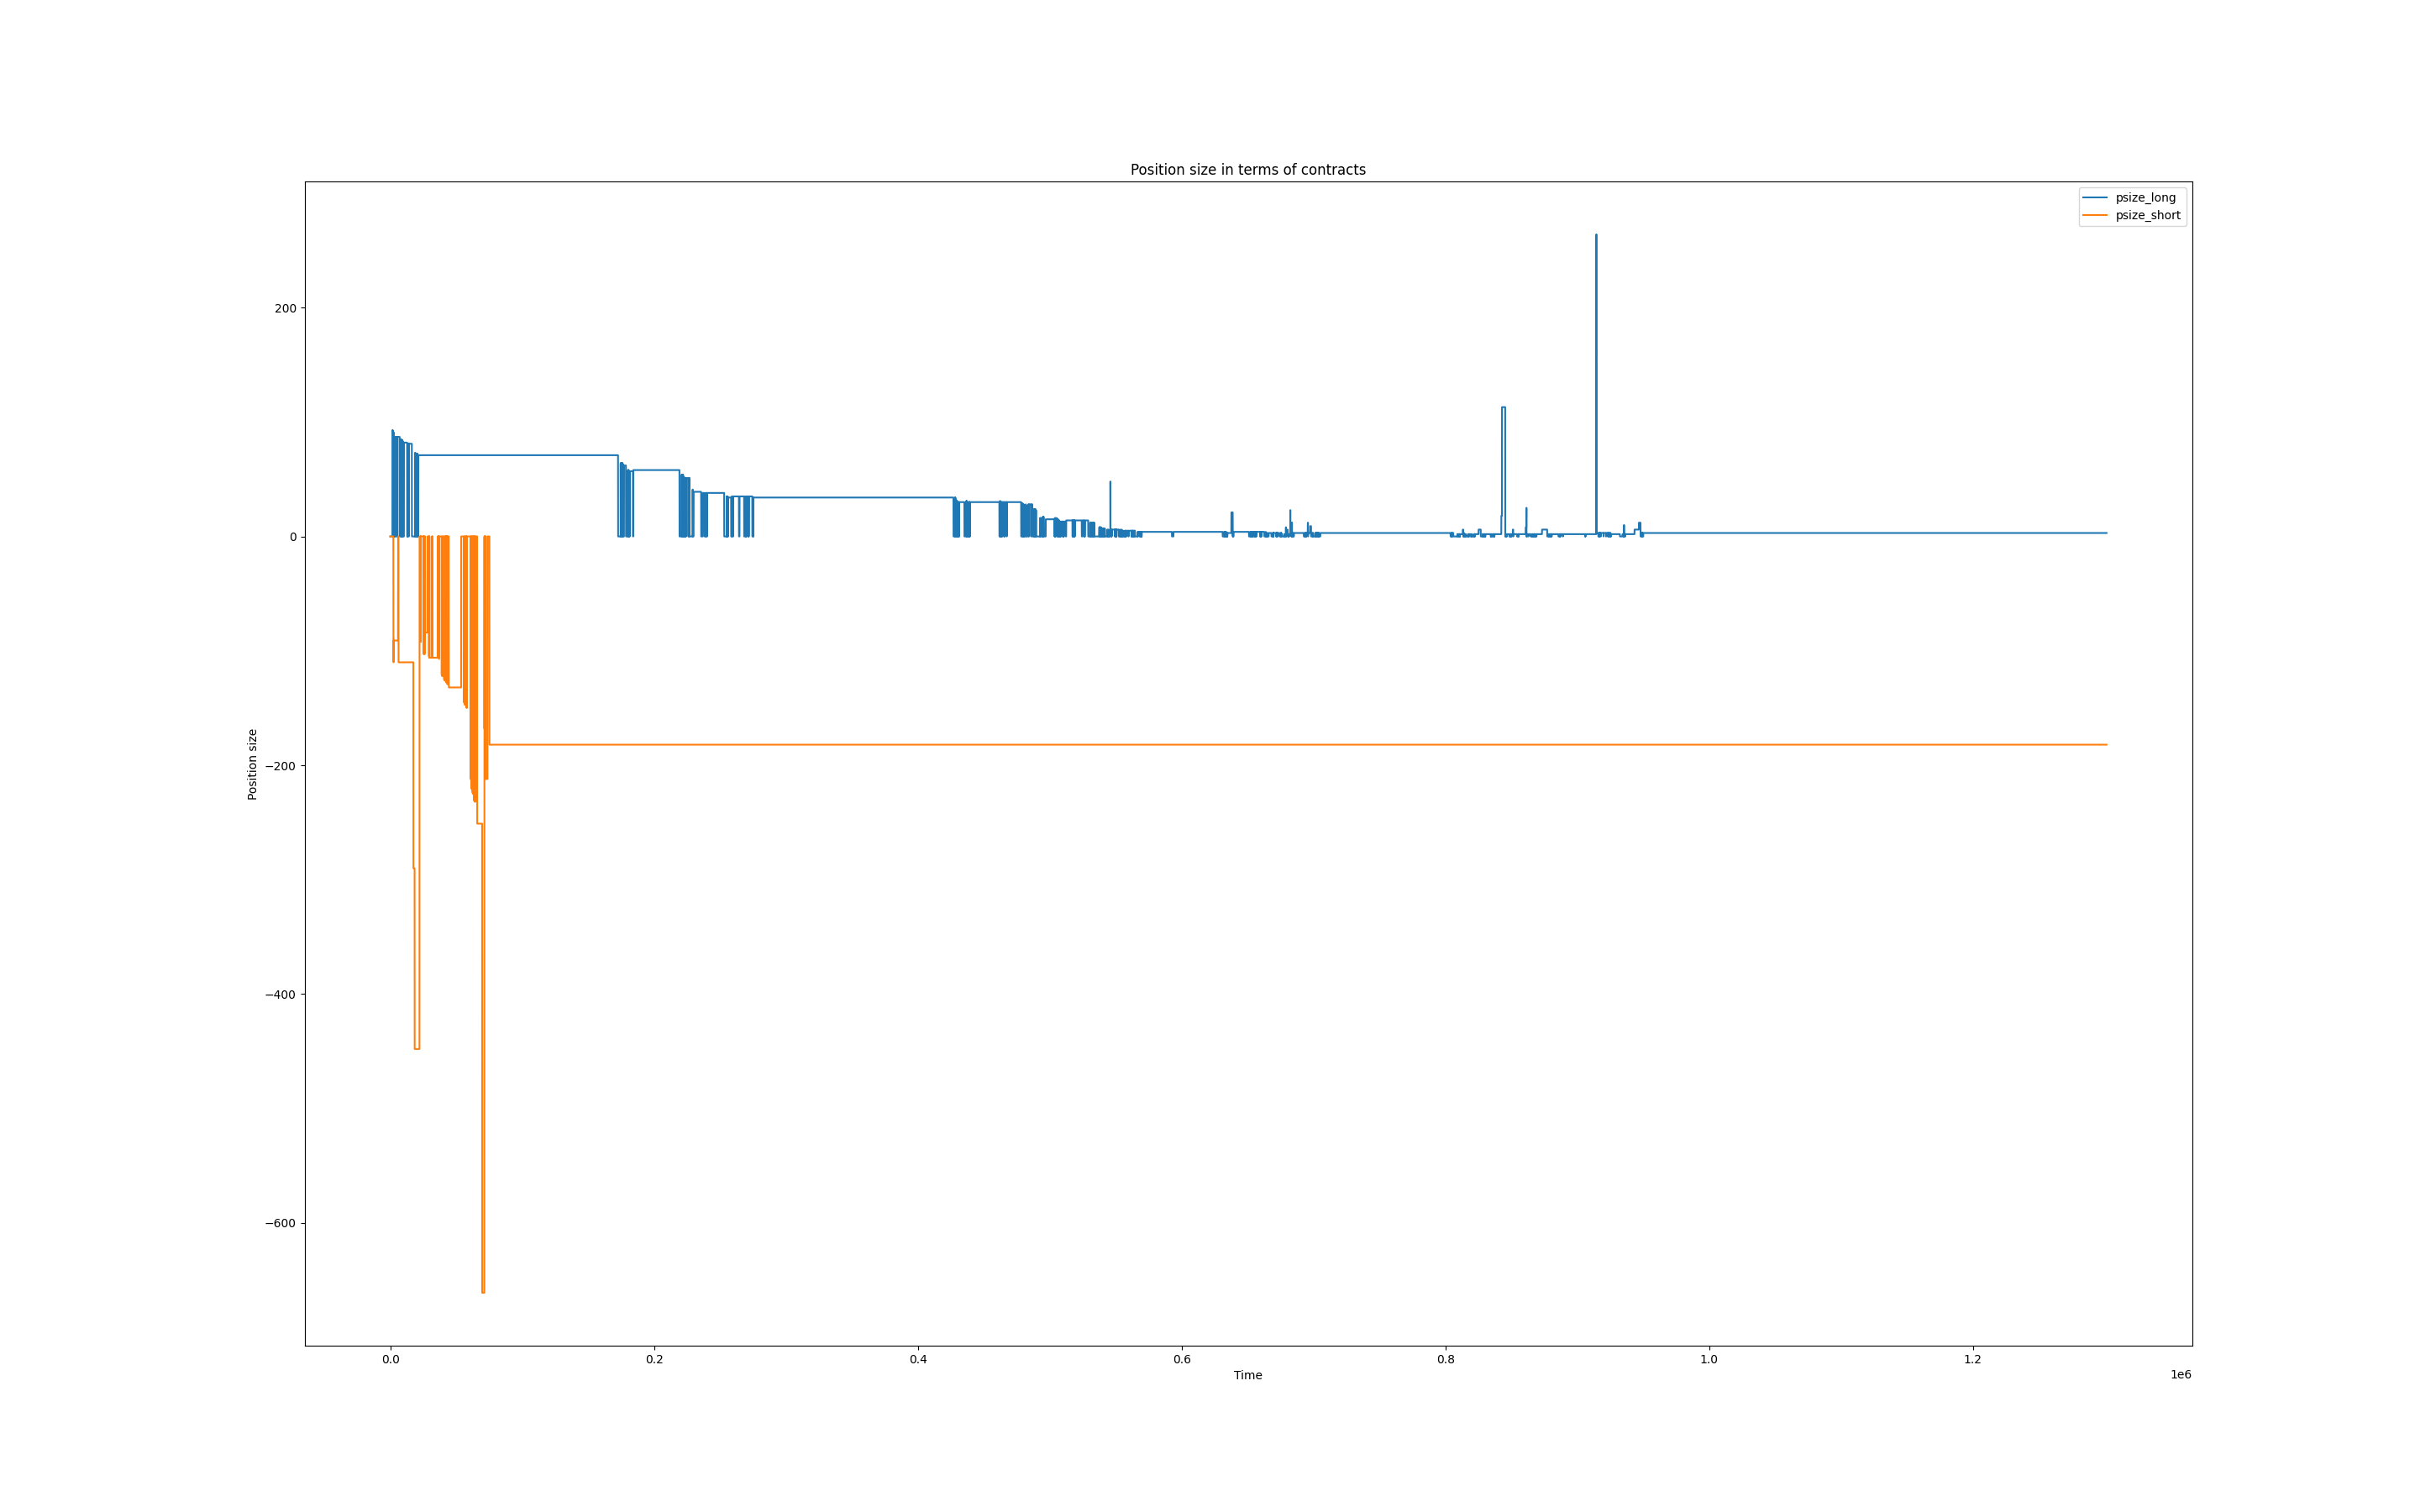 Position size in terms of contracts
psize_long
psize_short
200
0
−200
−400
−600
Position size
0.0
0.2
0.4
0.6
0.8
1.0
1.2
Time
1e6